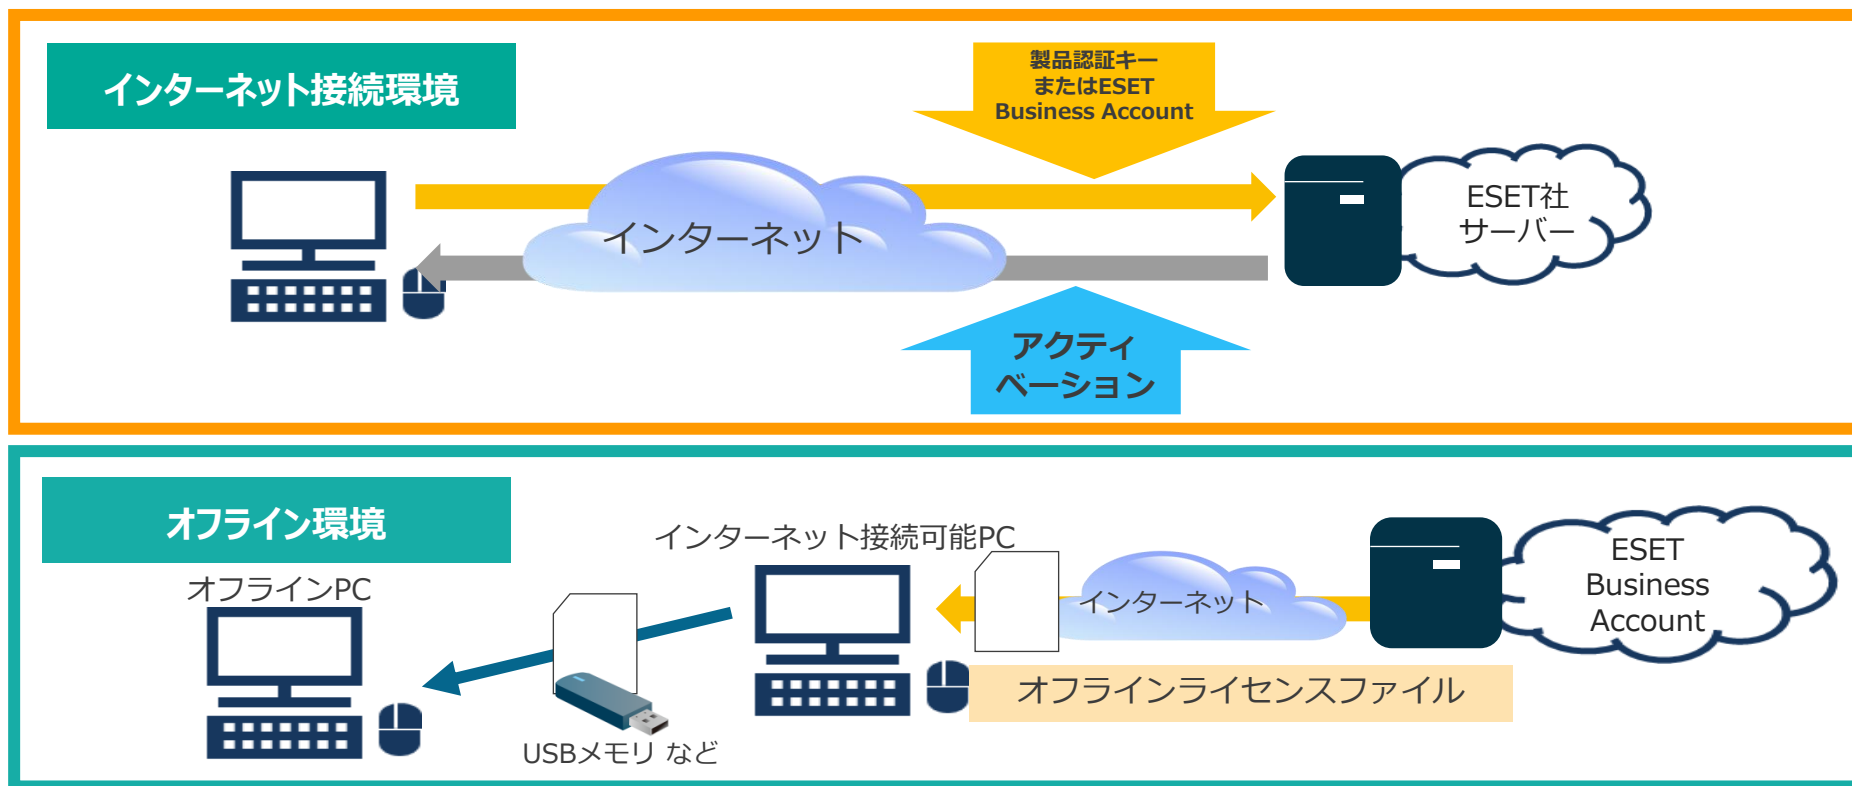 インターネット接続環境
製品認証キー
またはESET
Business Account
インターネット
ESET社
サーバー
アクティ
ベーション
オフライン環境
オフラインPC
インターネット接続可能PC
インターネット
ESET
Business
Account
オフラインライセンスファイル
USBメモリ など